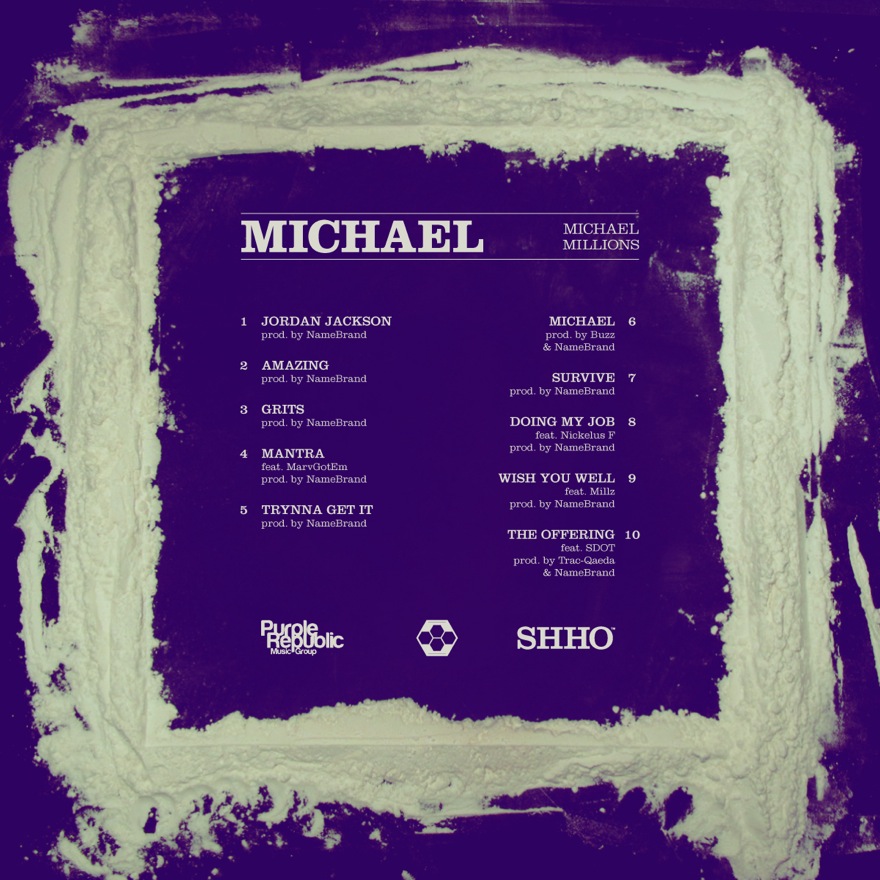 MICHAEL
MICHAEL
MILLIONS
1 JORDAN JACKSON
prod. by NameBrand
2 AMAZING
prod. by NameBrand
3 GRITS
prod. by NameBrand
4 MANTRA
feat. MarvGotEm
prod. by NameBrand
5 TRYNNA GET IT
prod. by NameBrand
MICHAEL 6
prod. by Buzz
& NameBrand
SURVIVE 7
prod. by NameBrand
DOING MY JOB 8
feat. Nickelus F
prod. by NameBrand
WISH YOU WELL 9
feat. Millz
prod. by NameBrand
THE OFFERING 10
feat. SDOT
prod. by Trac-Qaeda
& NameBrand
Purple
Republic
Music Group
SHHO™